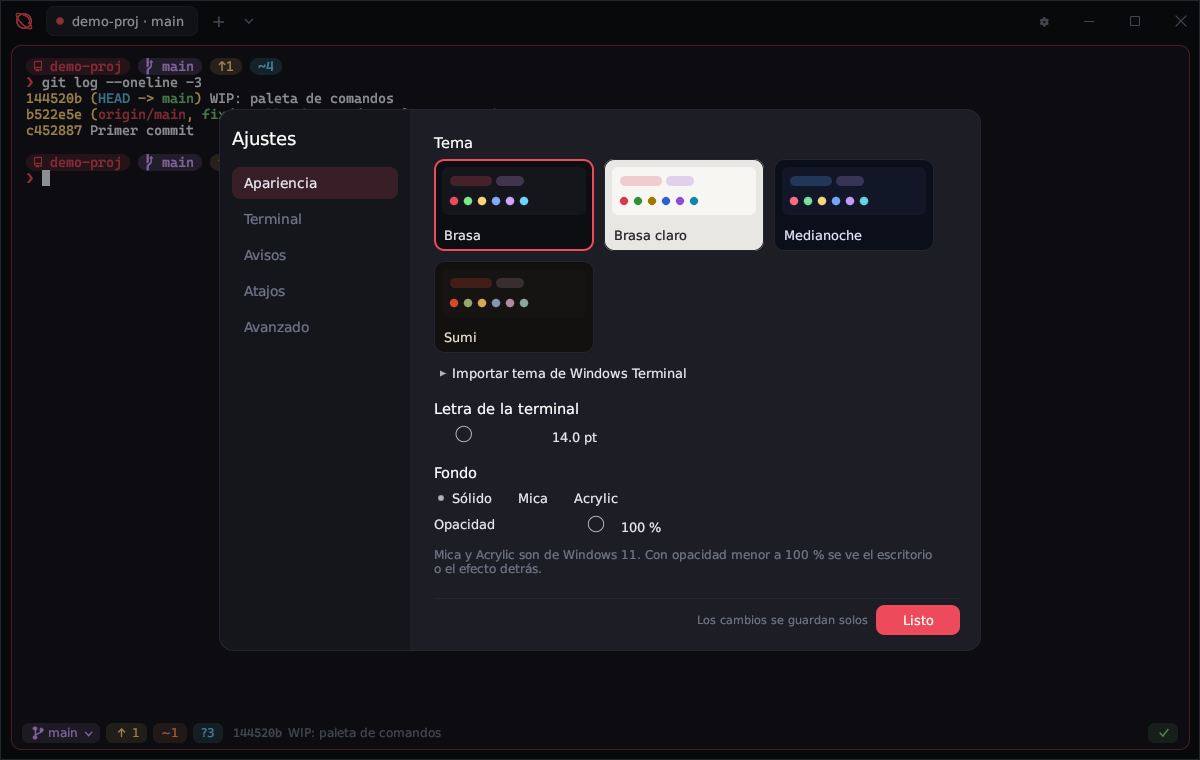 demo-proj · main
demo-proj main ↑1 ~4
❯ git log --oneline -3
144520b (HEAD -> main) WIP: paleta de comandos
b522e5e (origin/main,
c452887 Primer commit
demo-proj main
❯
Ajustes
Apariencia
Terminal
Avisos
Atajos
Avanzado
Tema
Brasa
Brasa claro
Medianoche
Sumi
▸ Importar tema de Windows Terminal
Letra de la terminal
14.0 pt
Fondo
Sólido Mica Acrylic
Opacidad 100 %
Mica y Acrylic son de Windows 11. Con opacidad menor a 100 % se ve el escritorio
o el efecto detrás.
Los cambios se guardan solos Listo
main ↑ 1 ~1 ?3 144520b WIP: paleta de comandos